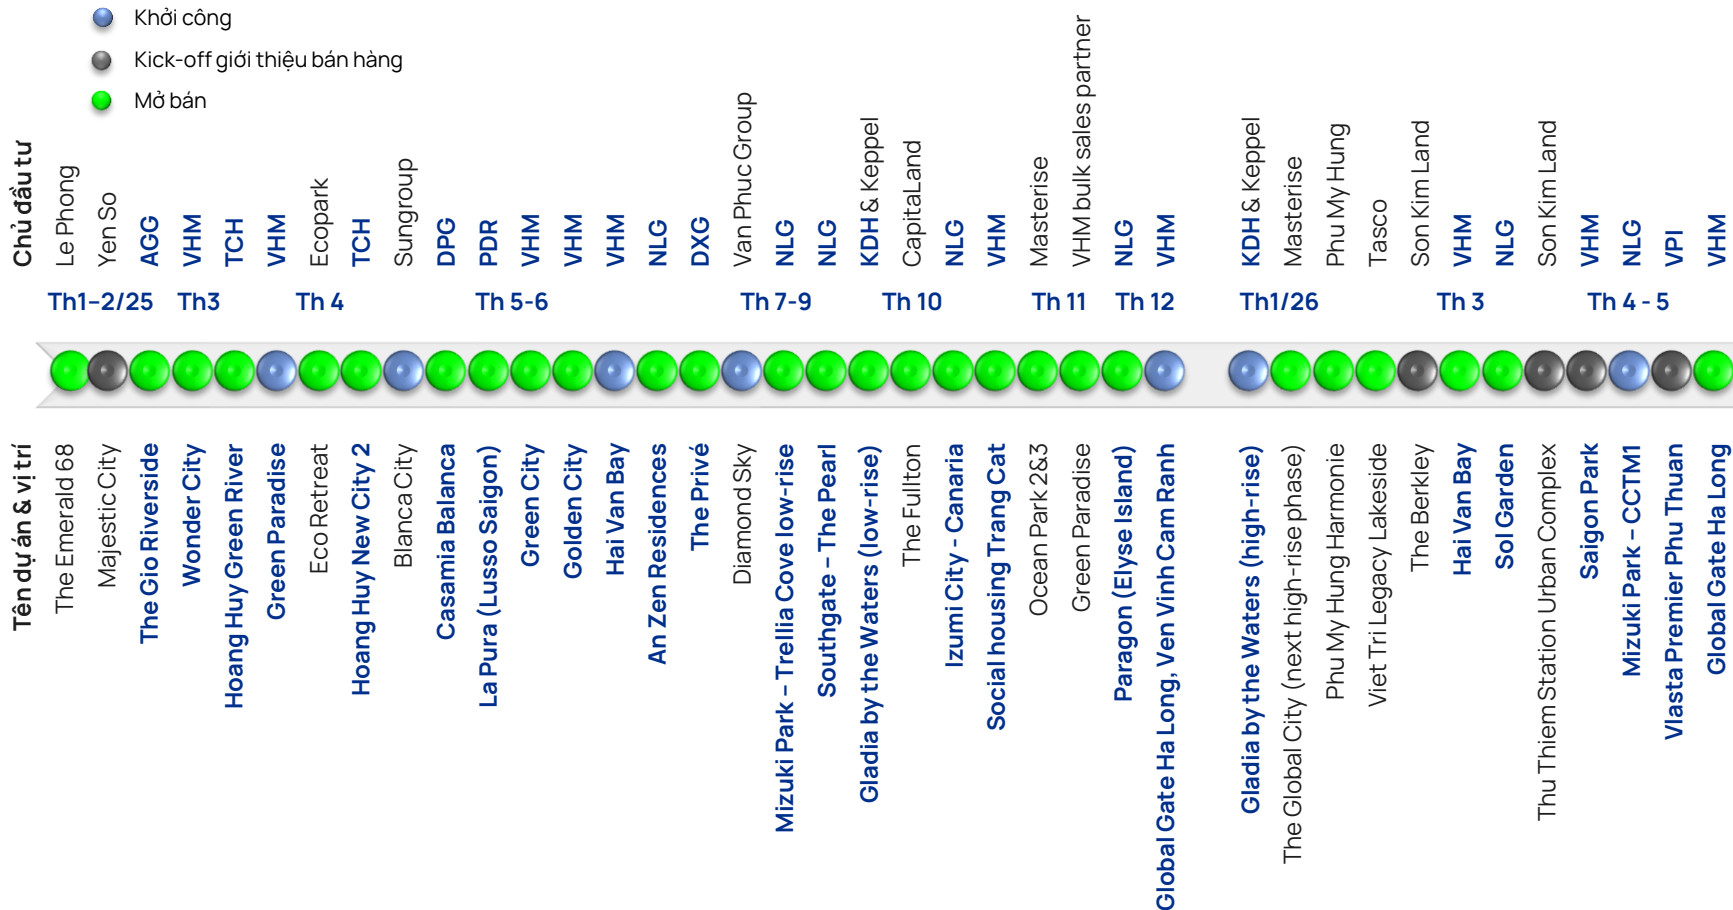 Khởi công
Kick-off giới thiệu bán hàng
Mở bán
Chủ đầu tư
Le Phong
Yen So
AGG
VHM
TCH
VHM
Ecopark
TCH
Sungroup
DPG
PDR
VHM
VHM
VHM
NLG
DXG
Van Phuc Group
NLG
NLG
KDH & Keppel
CapitaLand
NLG
VHM
Masterise
VHM bulk sales partner
NLG
VHM
KDH & Keppel
Masterise
Phu My Hung
Tasco
Son Kim Land
VHM
NLG
Son Kim Land
VHM
NLG
VPI
VHM
Th1-2/25
Th3
Th 4
Th 5-6
Th 7-9
Th 10
Th 11
Th 12
Th1/26
Th 3
Th 4 - 5
Tên dự án & vị trí
The Emerald 68
Majestic City
The Gio Riverside
Wonder City
Hoang Huy Green River
Green Paradise
Eco Retreat
Hoang Huy New City 2
Blanca City
Casamia Balanca
La Pura (Lusso Saigon)
Green City
Golden City
Hai Van Bay
An Zen Residences
The Privé
Diamond Sky
Mizuki Park – Trellia Cove low-rise
Southgate – The Pearl
Gladia by the Waters (low-rise)
The Fullton
Izumi City - Canaria
Social housing Trang Cat
Ocean Park 2&3
Green Paradise
Paragon (Elyse Island)
Global Gate Ha Long, Ven Vinh Cam Ranh
Gladia by the Waters (high-rise)
The Global City (next high-rise phase)
Phu My Hung Harmonie
Viet Tri Legacy Lakeside
The Berkley
Hai Van Bay
Sol Garden
Thu Thiem Station Urban Complex
Saigon Park
Mizuki Park – CCTM1
Vlasta Premier Phu Thuan
Global Gate Ha Long